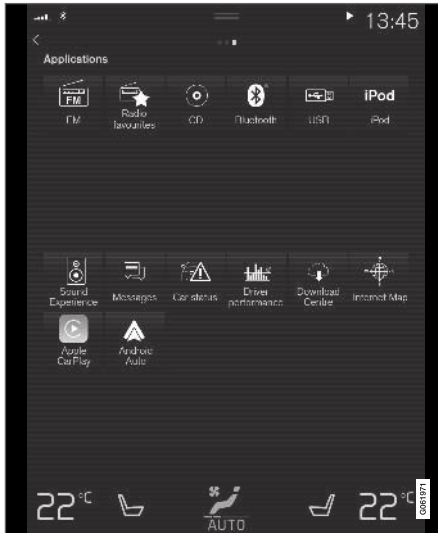 13:45
Applications
FM
iPod
FM
Radio
favourites
CD
Bluetooth
USB
iPod
Sound
Experience
Messages
Car status
Driver
performance
Download
Centre
Internet Map
Apple
CarPlay
Android
Auto
22°C
AUTO
22°C
G061971